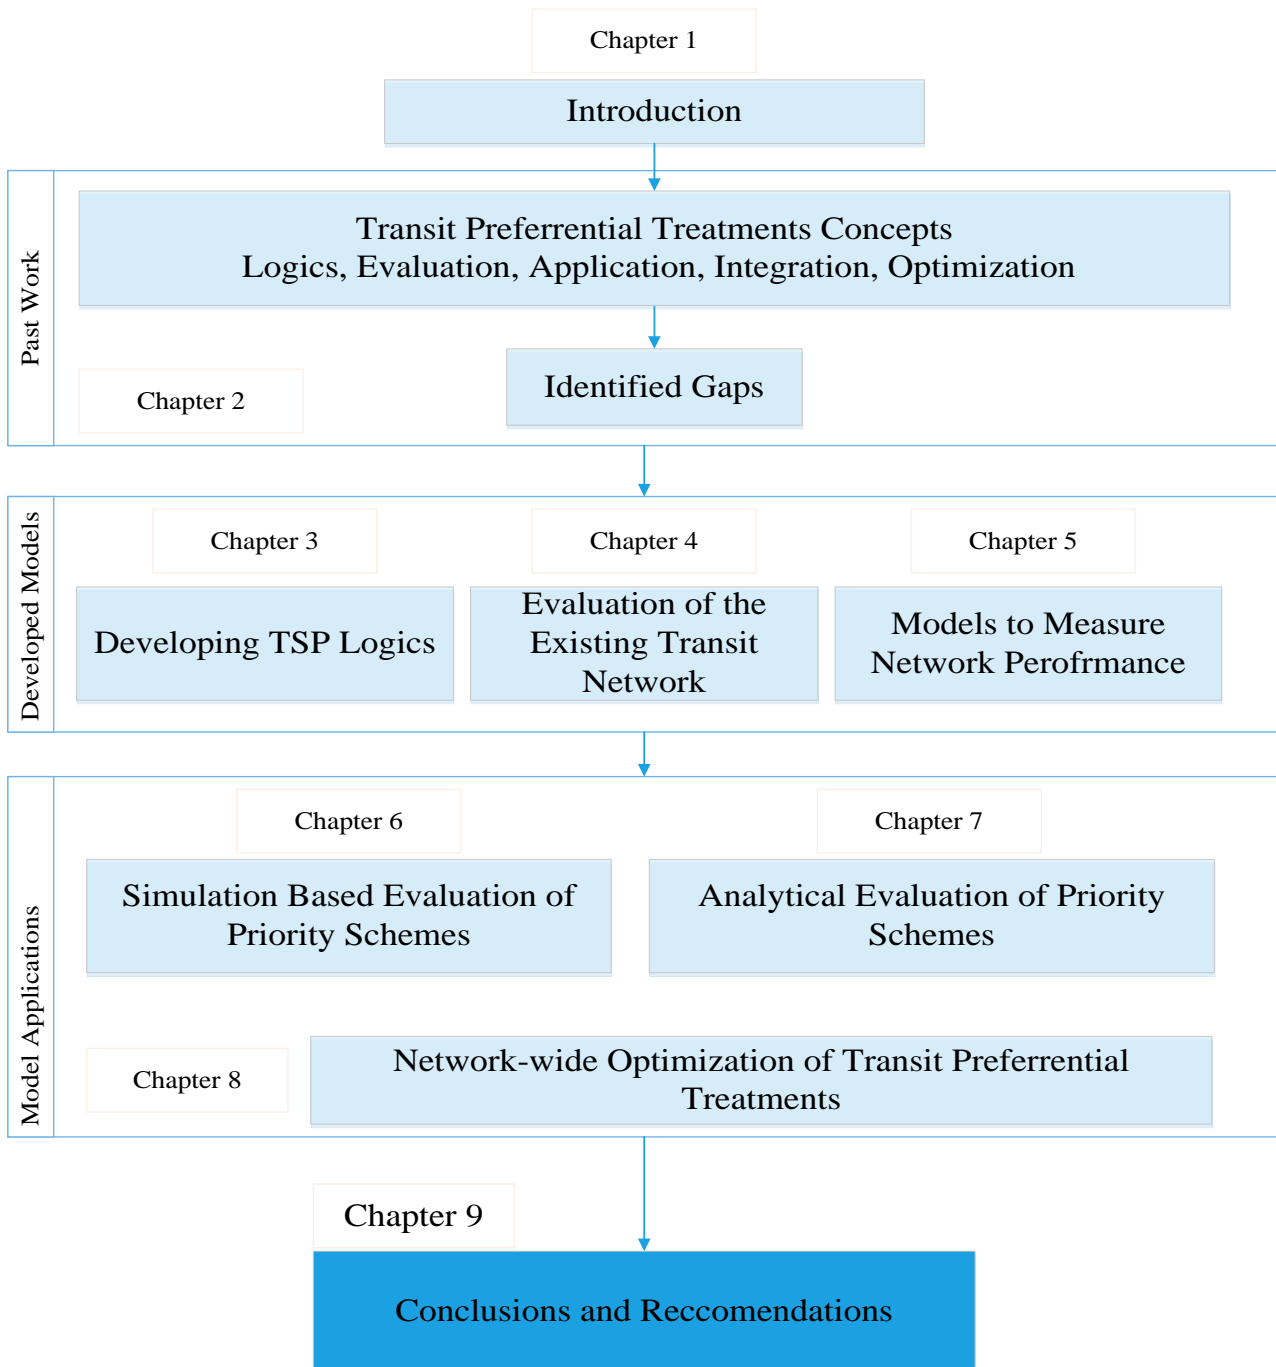 Chapter 1
Introduction
Past Work
Transit Preferrential Treatments Concepts
Logics, Evaluation, Application, Integration, Optimization
Identified Gaps
Chapter 2
Developed Models
Chapter 3
Developing TSP Logics
Chapter 4
Evaluation of the
Existing Transit
Network
Chapter 5
Models to Measure
Network Perofrmance
Model Applications
Chapter 6
Simulation Based Evaluation of
Priority Schemes
Chapter 7
Analytical Evaluation of Priority
Schemes
Chapter 8
Network-wide Optimization of Transit Preferrential
Treatments
Chapter 9
Conclusions and Reccomendations